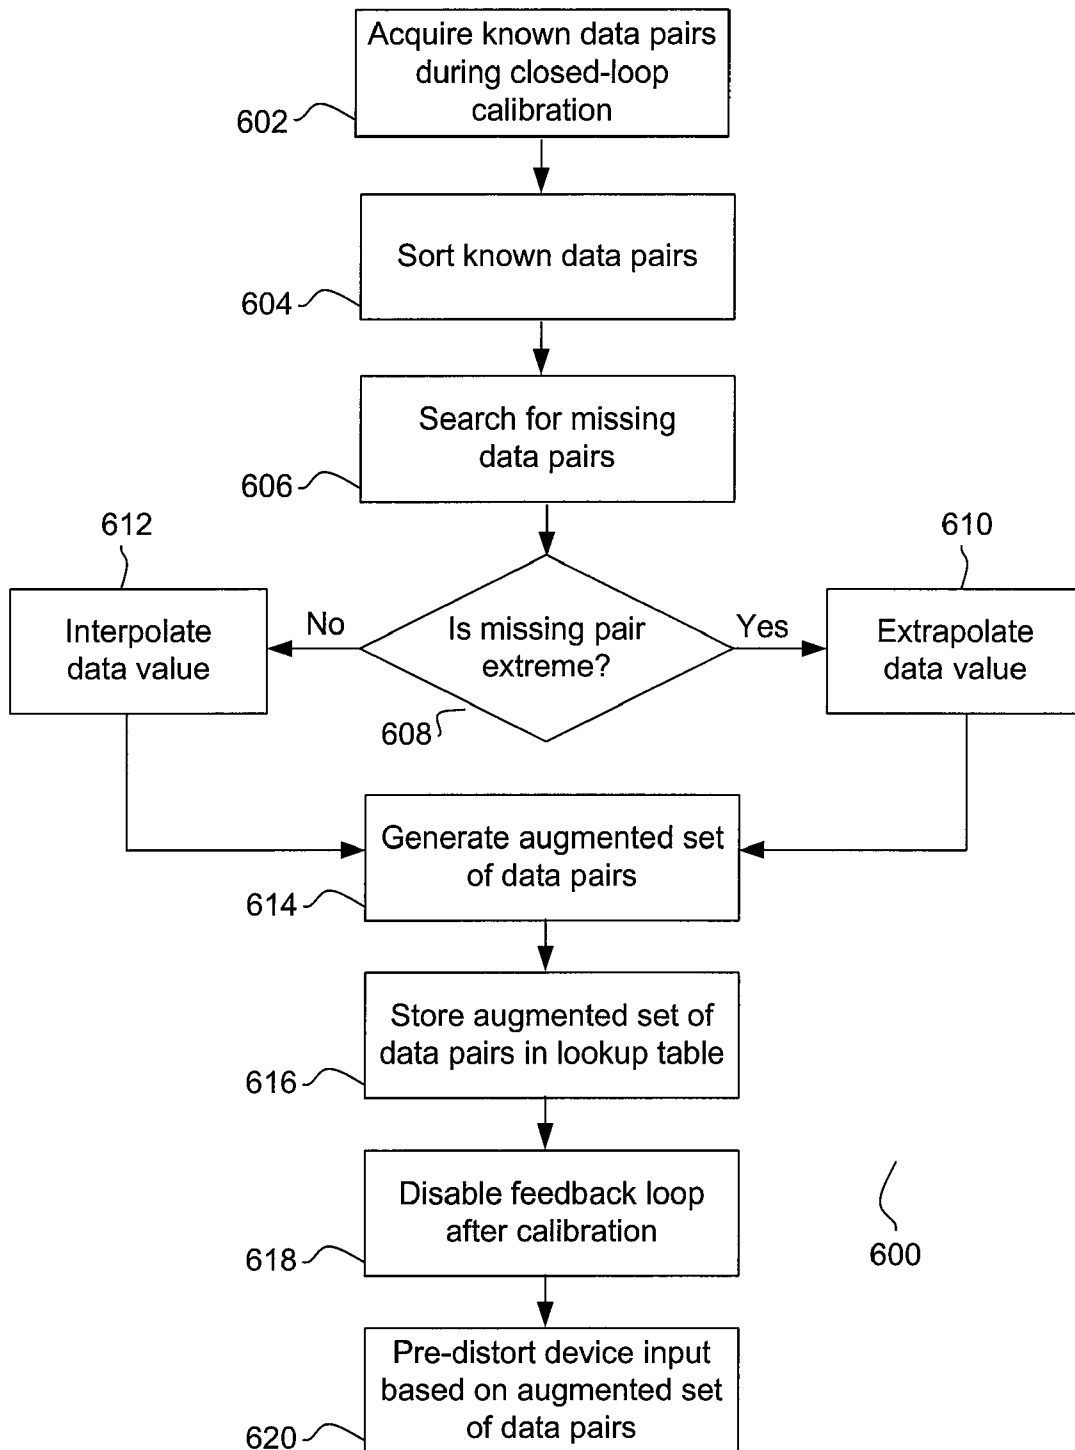 Acquire known data pairs
during closed-loop
calibration
602
Sort known data pairs
604
Search for missing
data pairs
606
612
610
Interpolate
data value
No
Is missing pair
extreme?
Yes
Extrapolate
data value
608
Generate augmented set
of data pairs
614
Store augmented set of
data pairs in lookup table
616
Disable feedback loop
after calibration
618
600
Pre-distort device input
based on augmented set
of data pairs
620